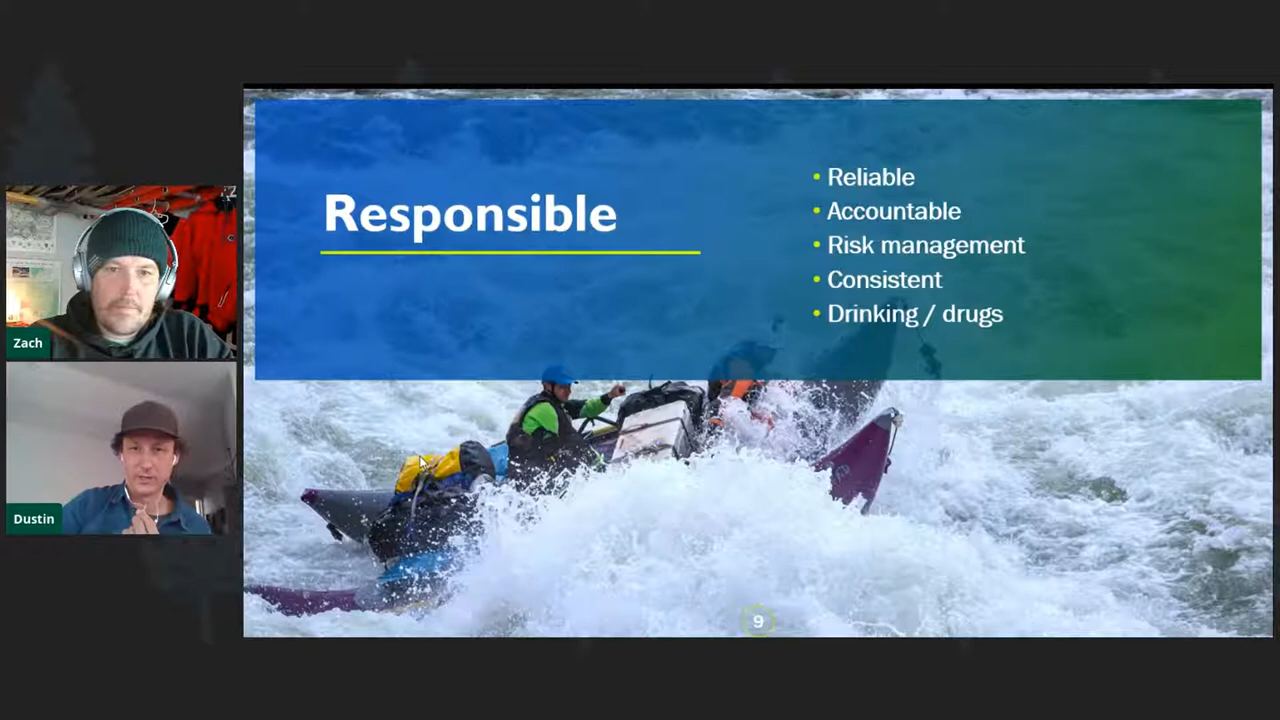 Responsible
• Reliable
• Accountable
• Risk management
• Consistent
• Drinking / drugs
Zach
Dustin
9